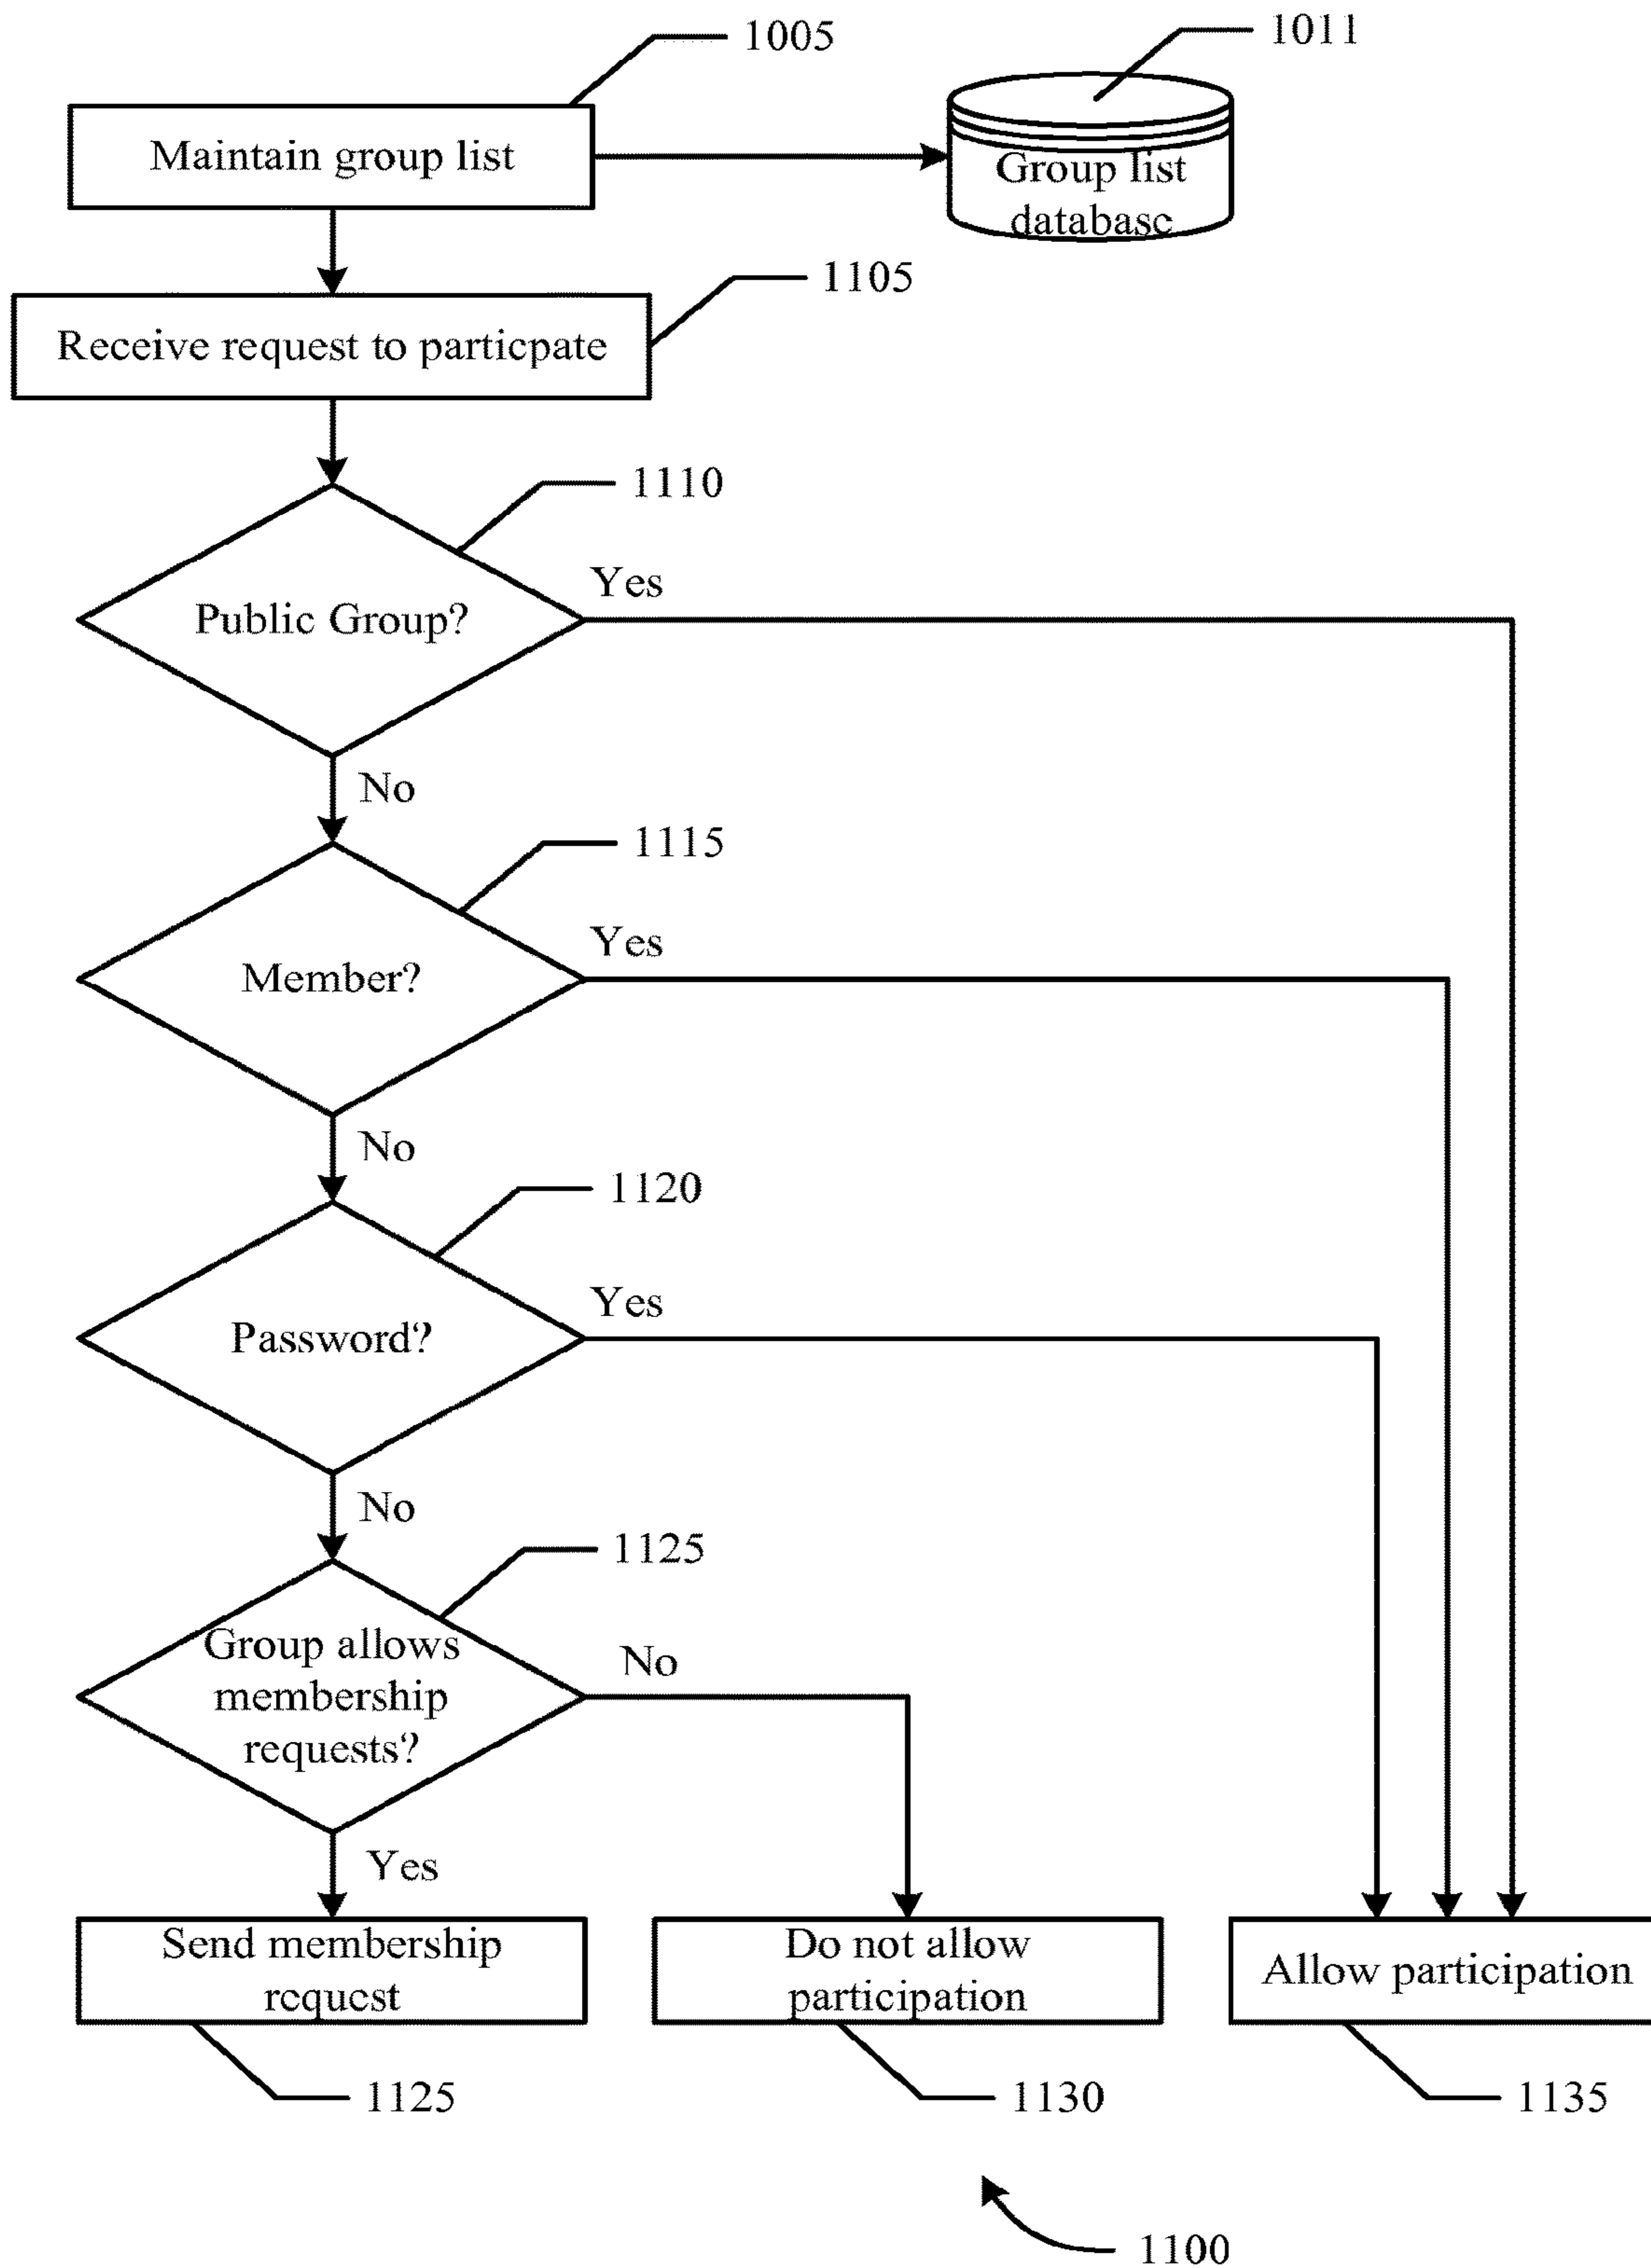 1005
1011
Maintain group list
Group list
database
1105
Receive request to particpate
1110
Yes
Public Group?
No
1115
Yes
Member?
No
1120
Yes
Password?
No
1125
Group allows
membership
requests?
No
Yes
Send membership
request
Do not allow
participation
Allow participation
1125
1130
1135
1100